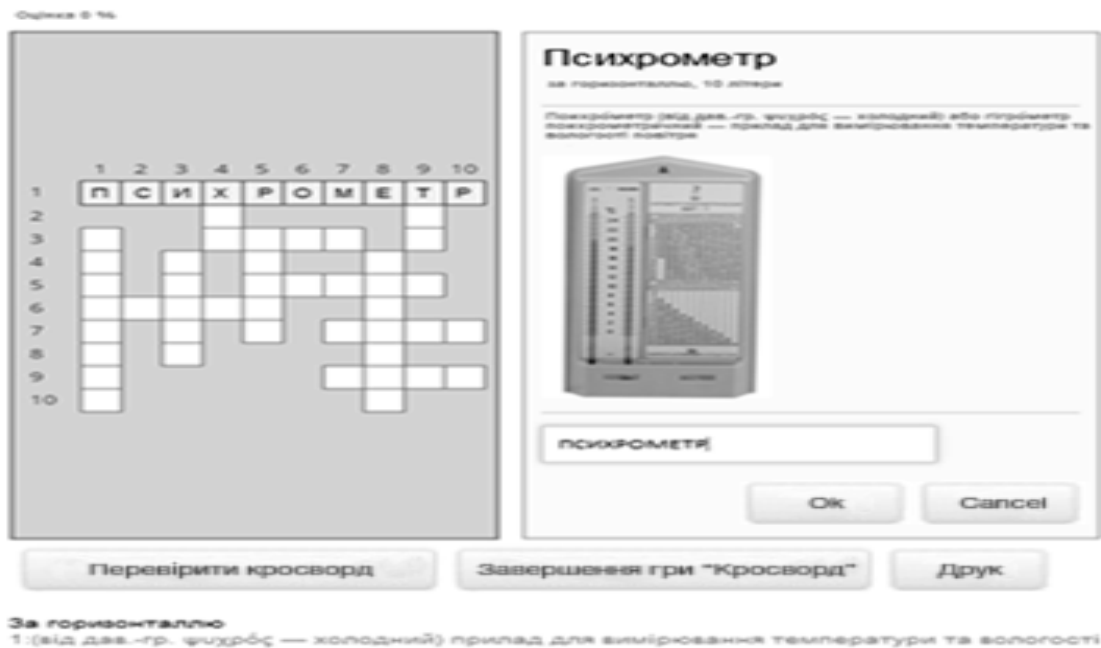 Оцінка 0 %
Психрометр
за горизонталлю, 10 літери
Психрометр (від дав.-гр. ψυχρός — холодний) або гігрометр
психрометричний — прилад для вимірювання температури та
вологості повітря
1 2 3 4 5 6 7 8 9 10
1 П С И Х Р О М Е Т Р
2
3
4
5
6
7
8
9
10
ПСИХРОМЕТР
Ok Cancel
Перевірити кросворд Завершення гри "Кросворд" Друк
За горизонталлю
1:(від дав.-гр. ψυχρός — холодний) прилад для вимірювання температури та вологості